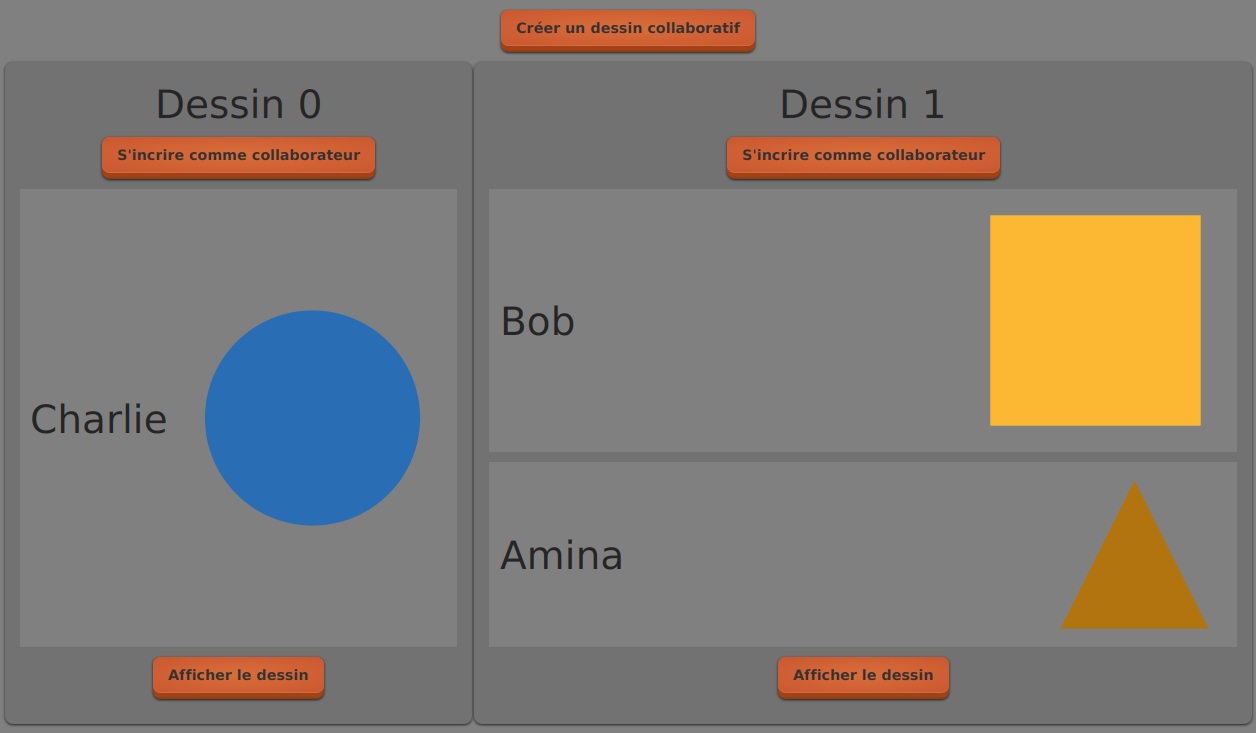 Créer un dessin collaboratif
Dessin 0
S'incrire comme collaborateur
Charlie
Afficher le dessin
Dessin 1
S'incrire comme collaborateur
Bob
Amina
Afficher le dessin